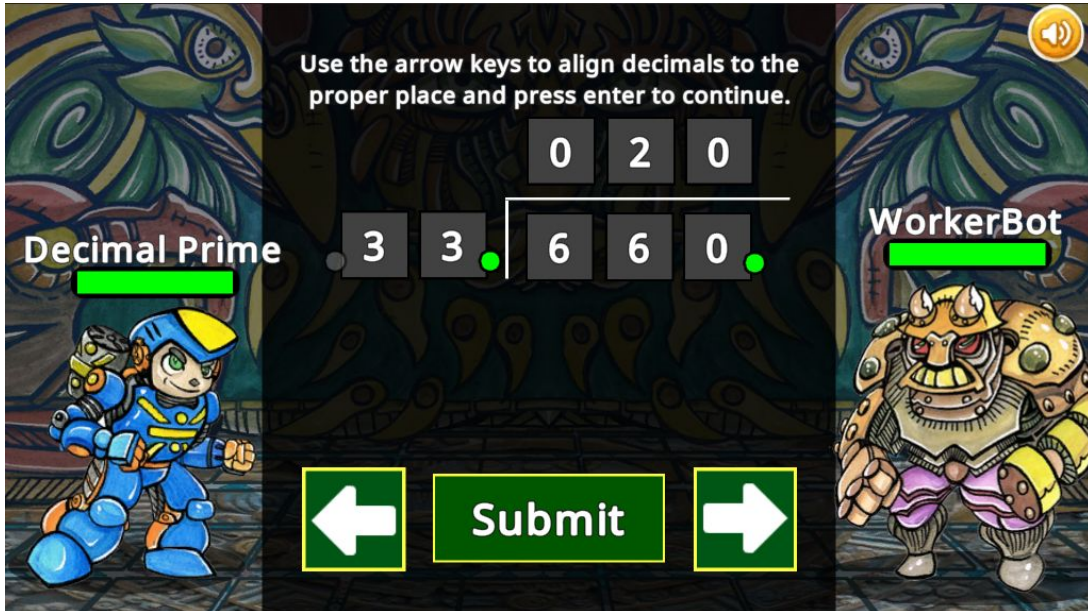 Use the arrow keys to align decimals to the
proper place and press enter to continue.
0 2 0
3 3 . 6 6 0 .
Decimal Prime
WorkerBot
Submit